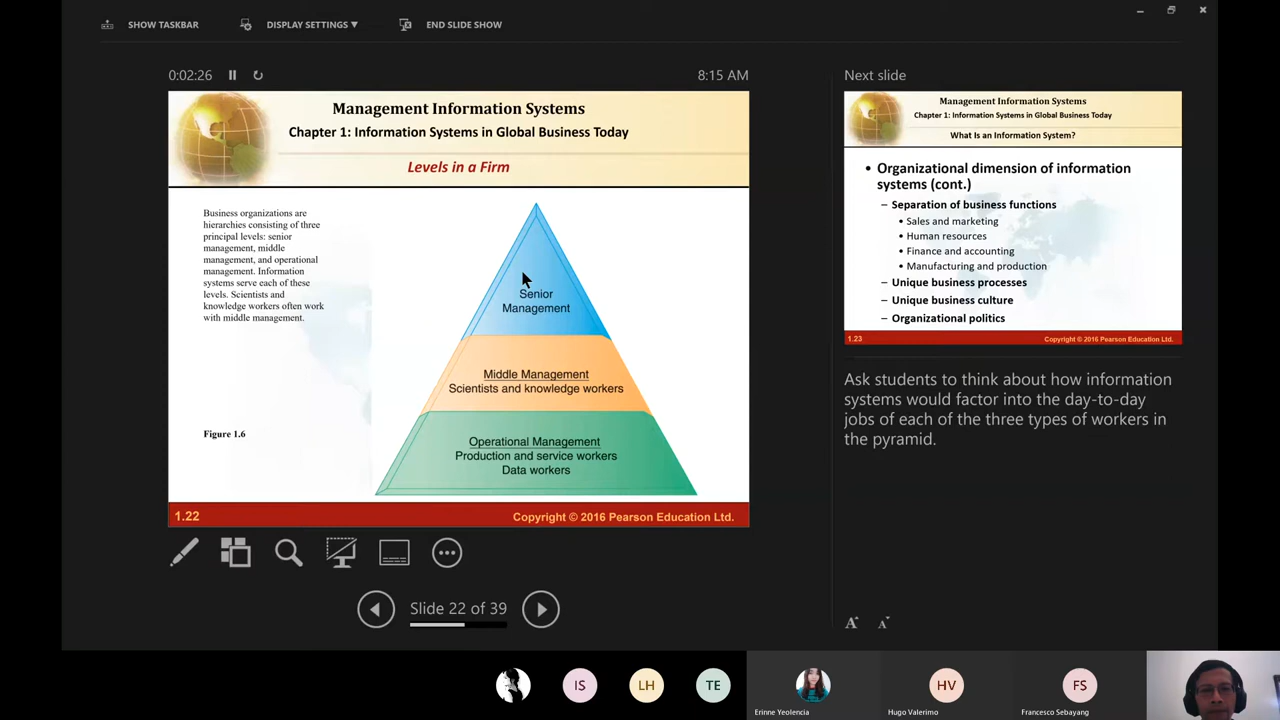 SHOW TASKBAR
DISPLAY SETTINGS ▼
END SLIDE SHOW
0:02:26
8:15 AM
Management Information Systems
Chapter 1: Information Systems in Global Business Today
Levels in a Firm
Business organizations are
hierarchies consisting of three
principal levels: senior
management, middle
management, and operational
management. Information
systems serve each of these
levels. Scientists and
knowledge workers often work
with middle management.
Figure 1.6
Senior
Management
Middle Management
Scientists and knowledge workers
Operational Management
Production and service workers
Data workers
1.22
Copyright © 2016 Pearson Education Ltd.
Slide 22 of 39
Next slide
Management Information Systems
Chapter 1: Information Systems in Global Business Today
What Is an Information System?
• Organizational dimension of information
systems (cont.)
– Separation of business functions
• Sales and marketing
• Human resources
• Finance and accounting
• Manufacturing and production
– Unique business processes
– Unique business culture
– Organizational politics
1.23
Copyright © 2016 Pearson Education Ltd.
Ask students to think about how information
systems would factor into the day-to-day
jobs of each of the three types of workers in
the pyramid.
A A
IS
LH
TE
Erinne Yeolencia
HV
Hugo Valerimo
FS
Francesco Sebayang